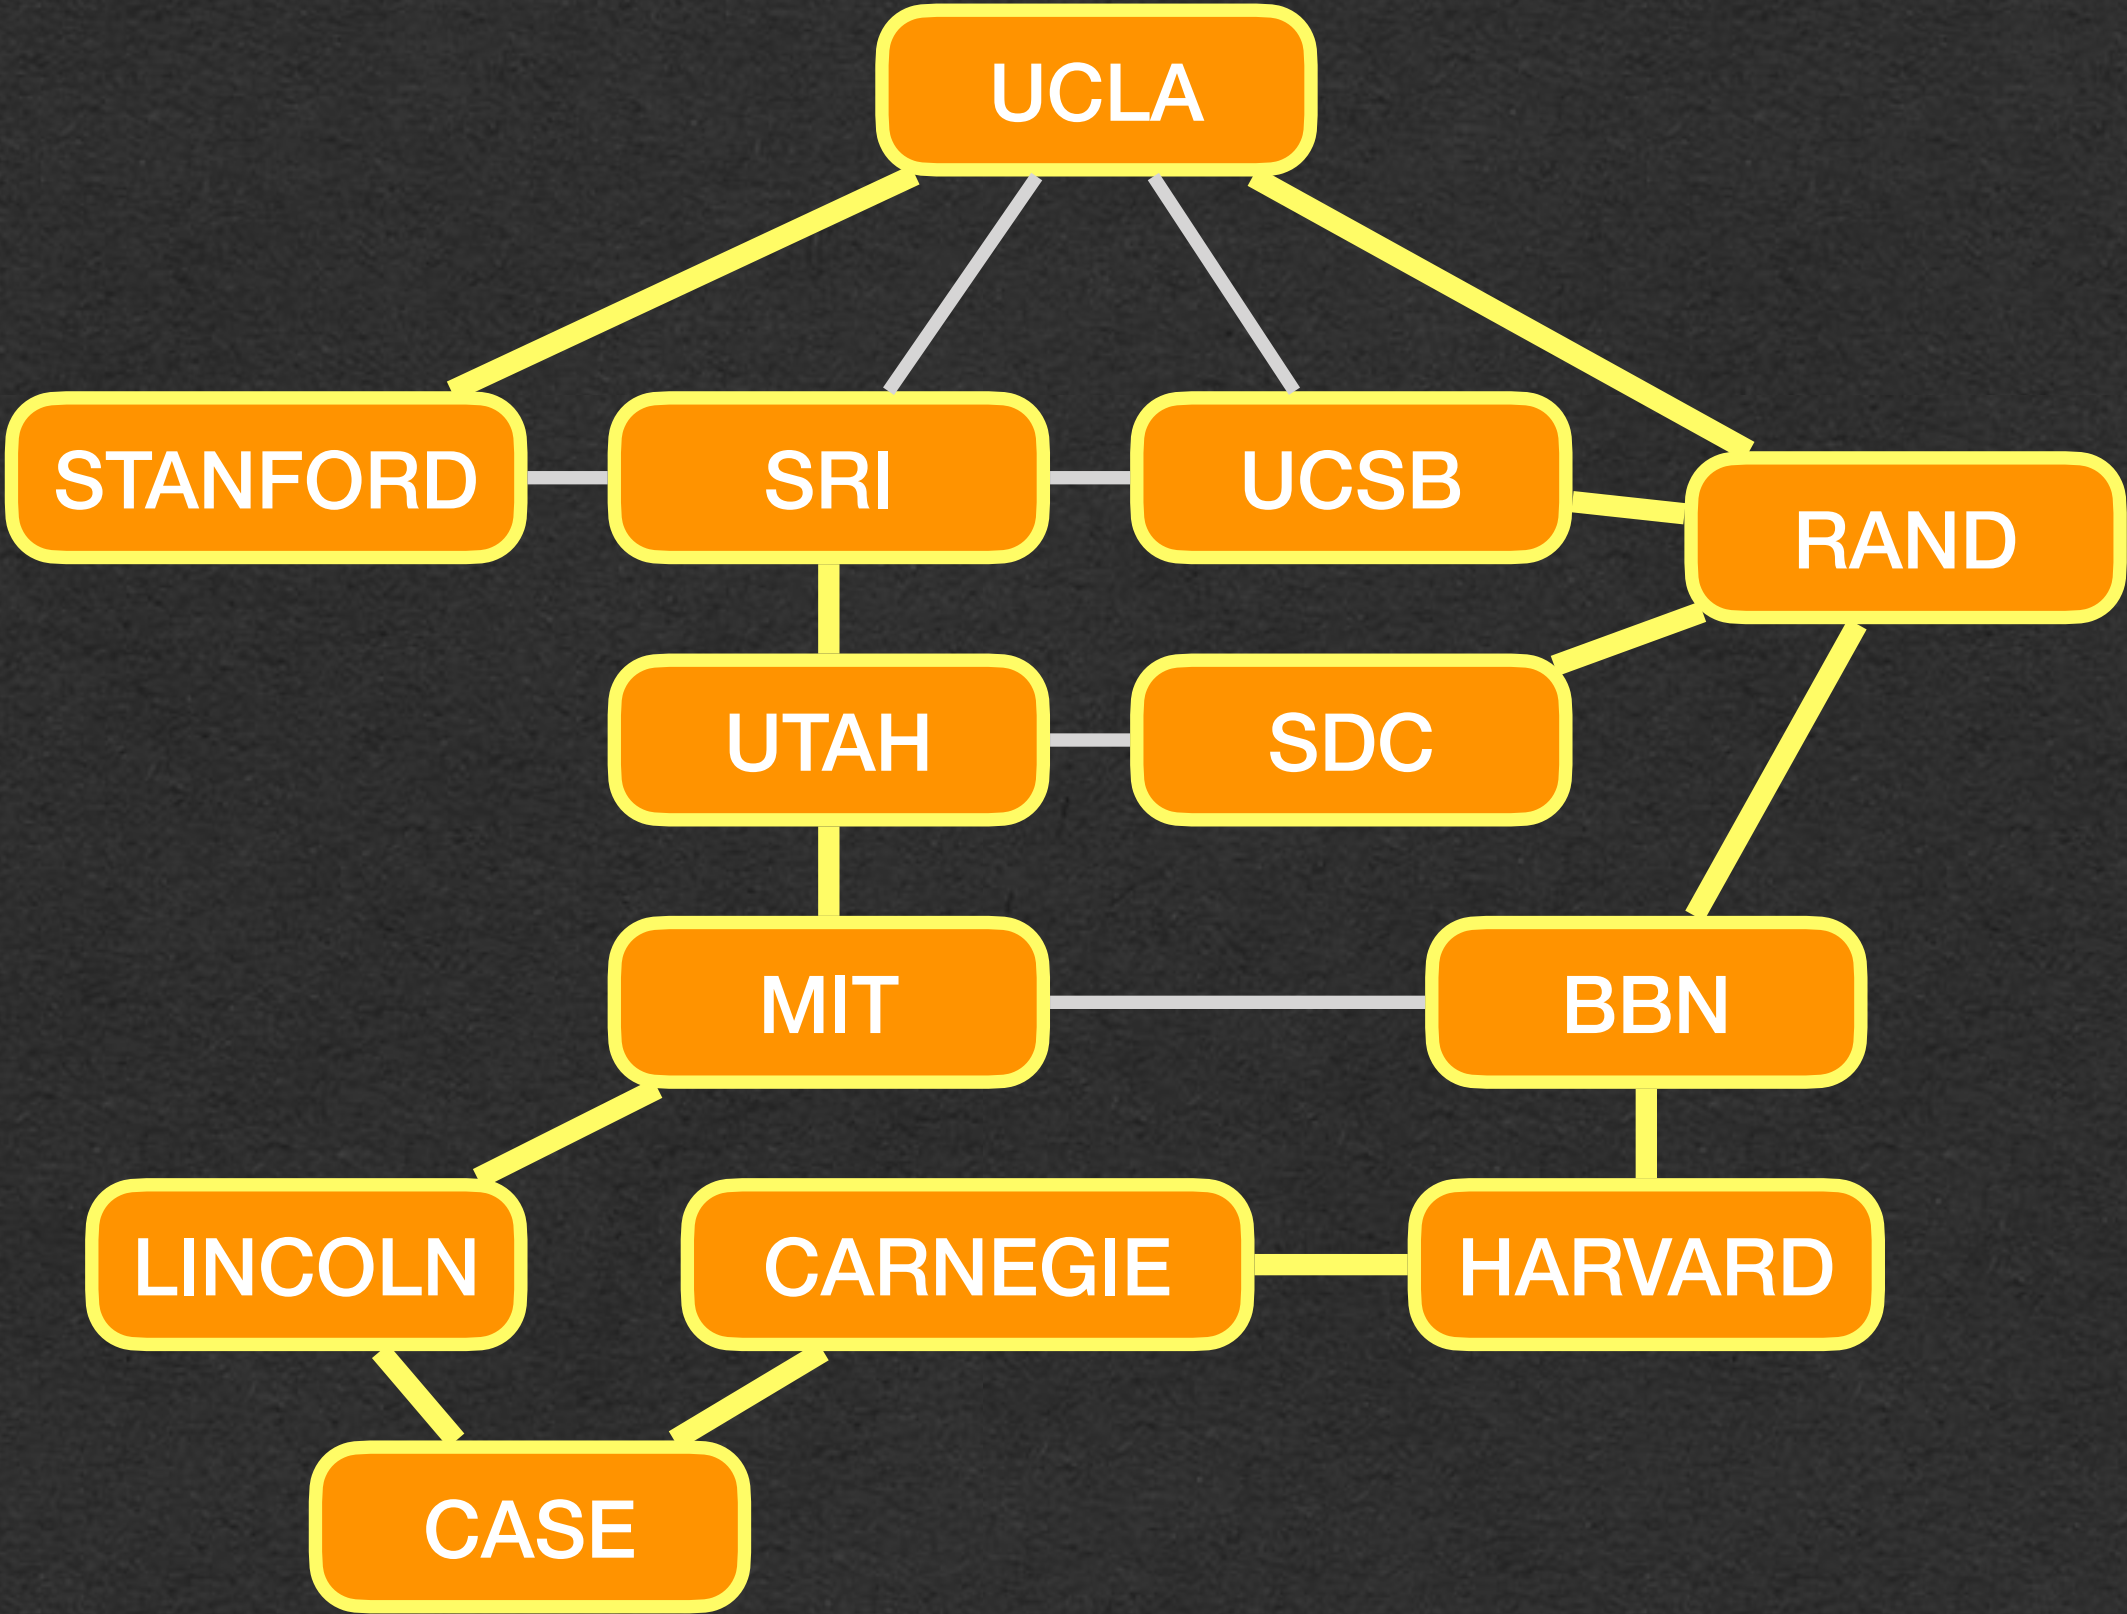 UCLA
STANFORD
SRI
UCSB
RAND
UTAH
SDC
MIT
BBN
LINCOLN
CARNEGIE
HARVARD
CASE